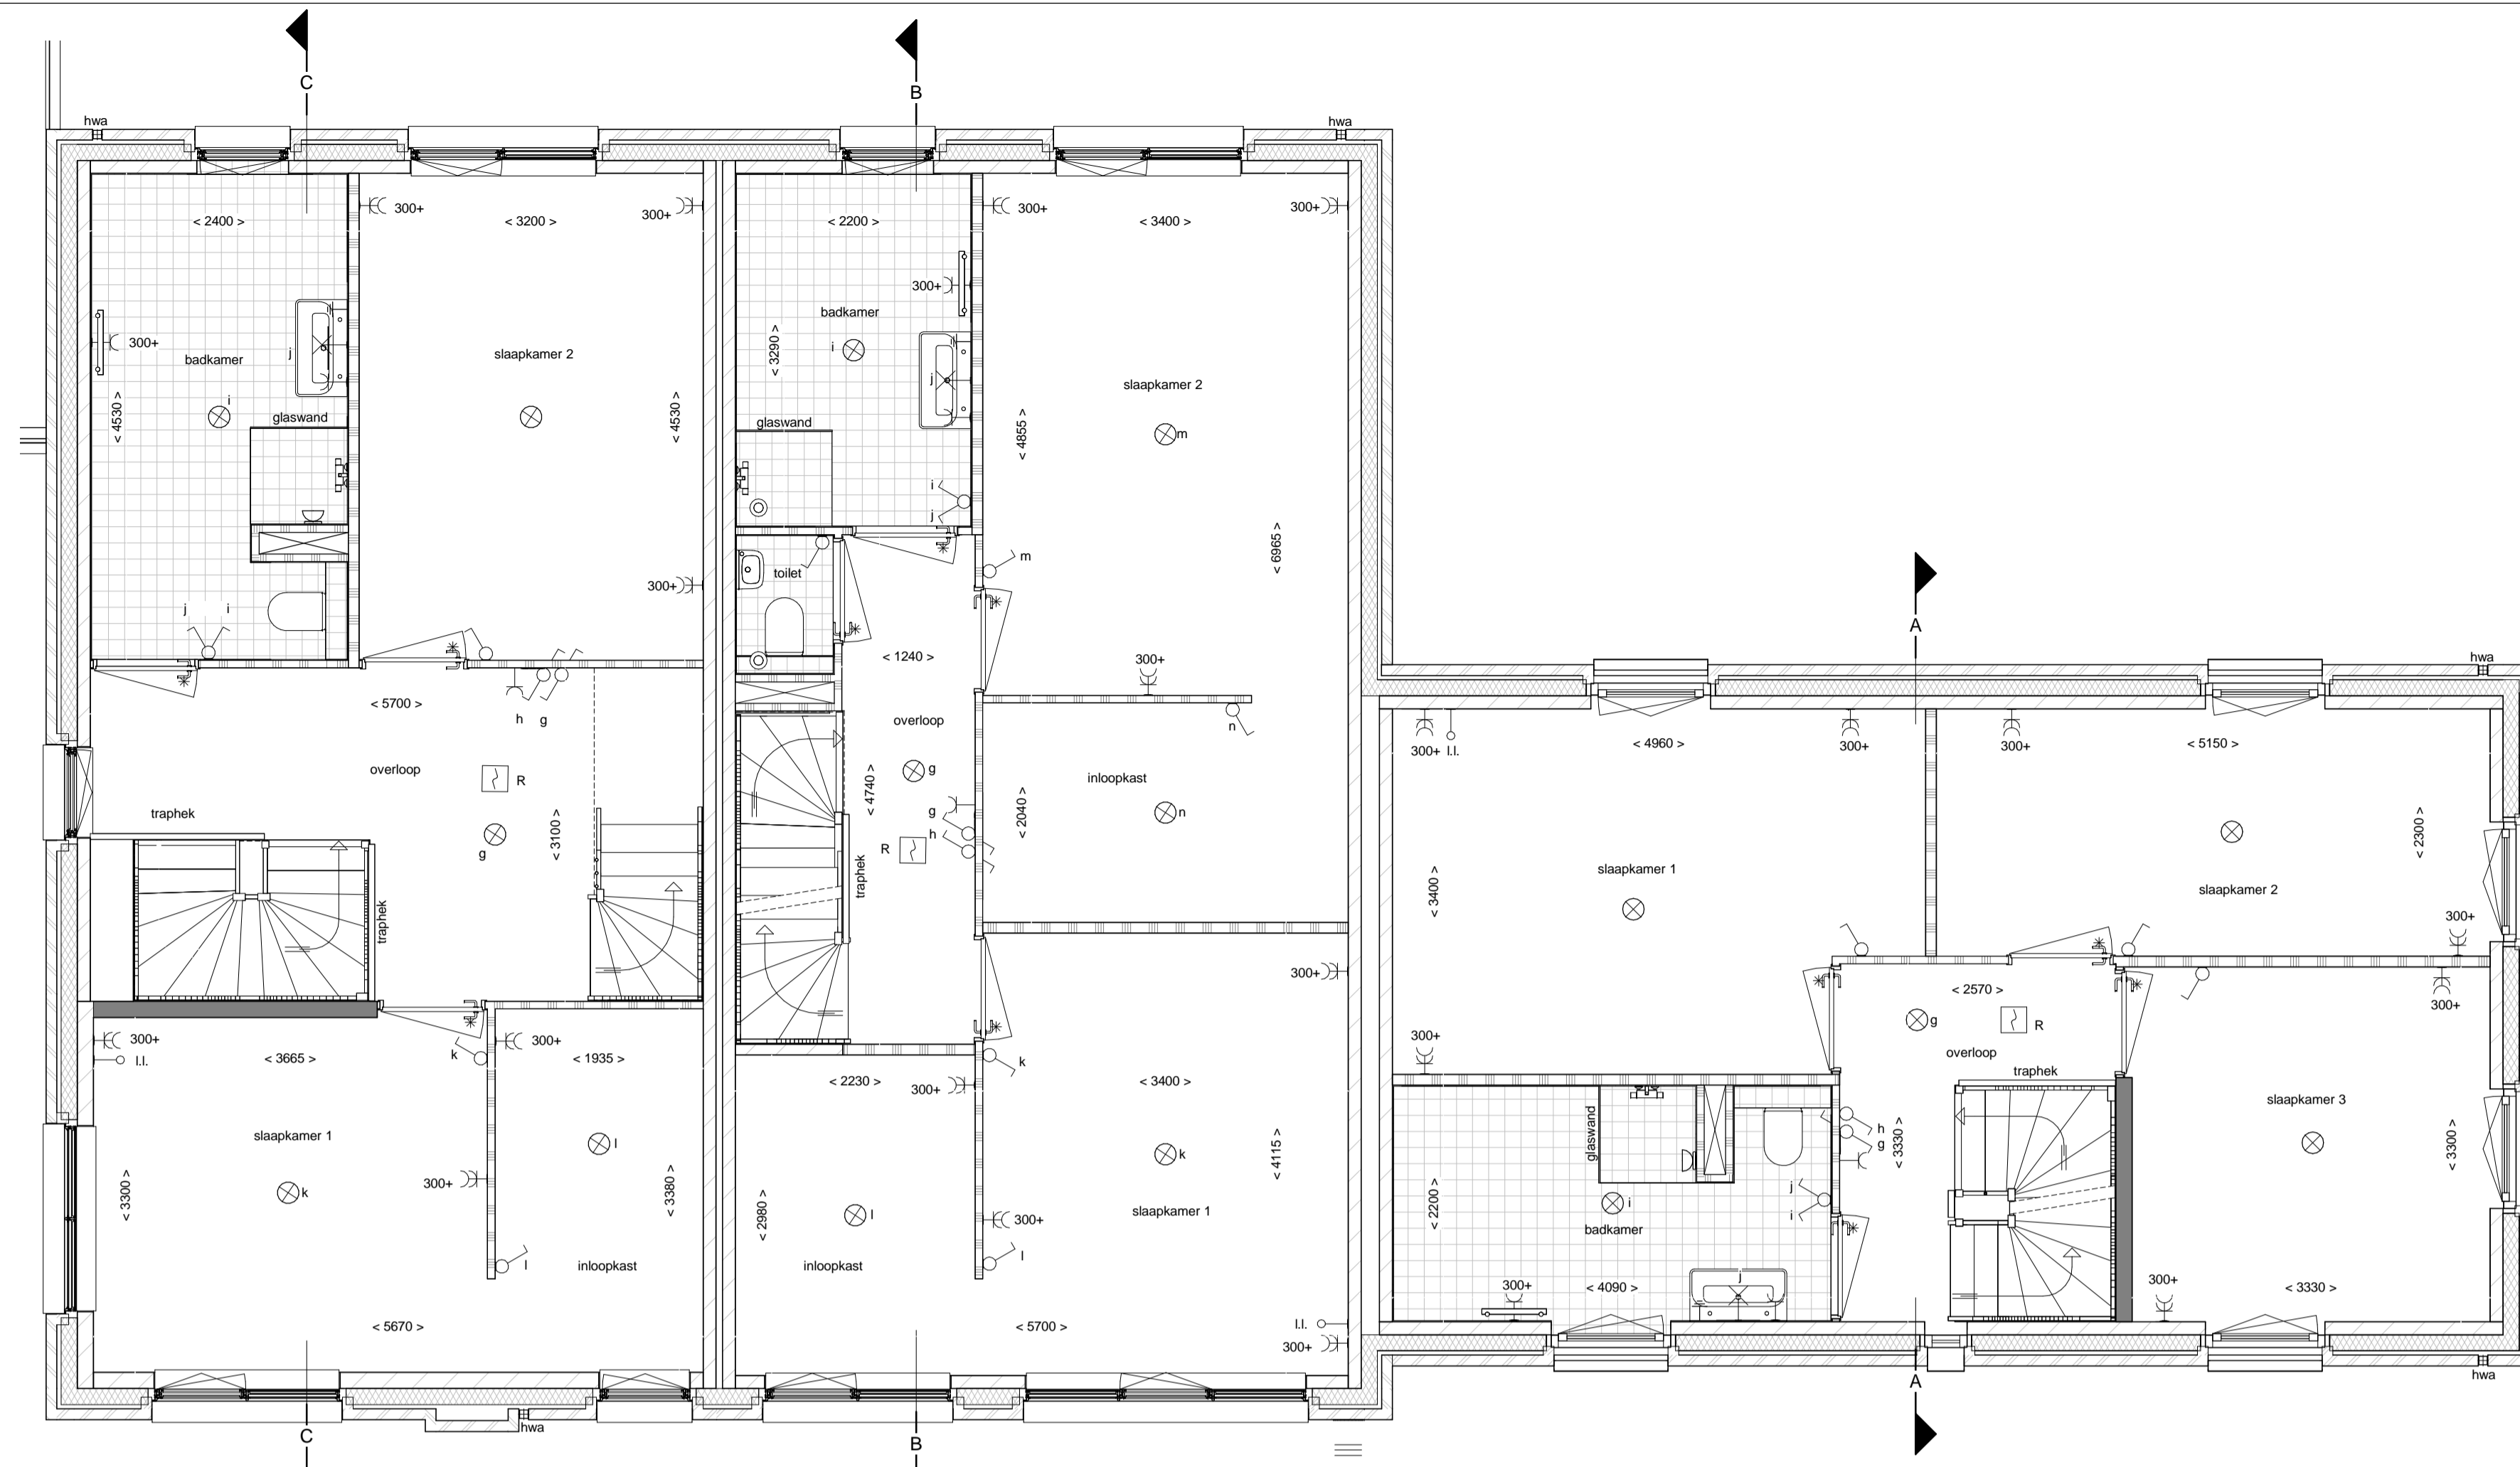 C
B
hwa
hwa
< 2400 >
300+
300+
< 3200 >
< 2200 >
300+
< 3400 >
300+
300+
badkamer
j
slaapkamer 2
i
< 4530 >
glaswand
< 4530 >
300+
badkamer
i
< 3290 >
j
slaapkamer 2
m
glaswand
< 4855 >
i
j
< 6965 >
j
i
300+
toilet
m
< 5700 >
h
g
overloop
R
traphek
g
< 3100 >
traphek
< 1240 >
overloop
g
< 4740 >
g
h
R
traphek
300+
n
inloopkast
< 2040 >
n
300+
l.l.
< 3665 >
k
300+
< 1935 >
slaapkamer 1
k
l
300+
< 3300 >
< 3380 >
l
inloopkast
< 5670 >
hwa
C
< 2230 >
300+
k
< 3400 >
300+
k
l
< 2980 >
300+
slaapkamer 1
< 4115 >
inloopkast
l
< 5700 >
l.l.
300+
B
A
hwa
300+
l.l.
< 4960 >
300+
300+
< 5150 >
slaapkamer 1
< 3400 >
slaapkamer 2
< 2300 >
300+
300+
300+
< 2570 >
g
R
overloop
traphek
slaapkamer 3
glaswand
h
g
< 3330 >
j
i
< 2200 >
i
badkamer
< 3300 >
300+
< 4090 >
j
300+
< 3330 >
A
hwa